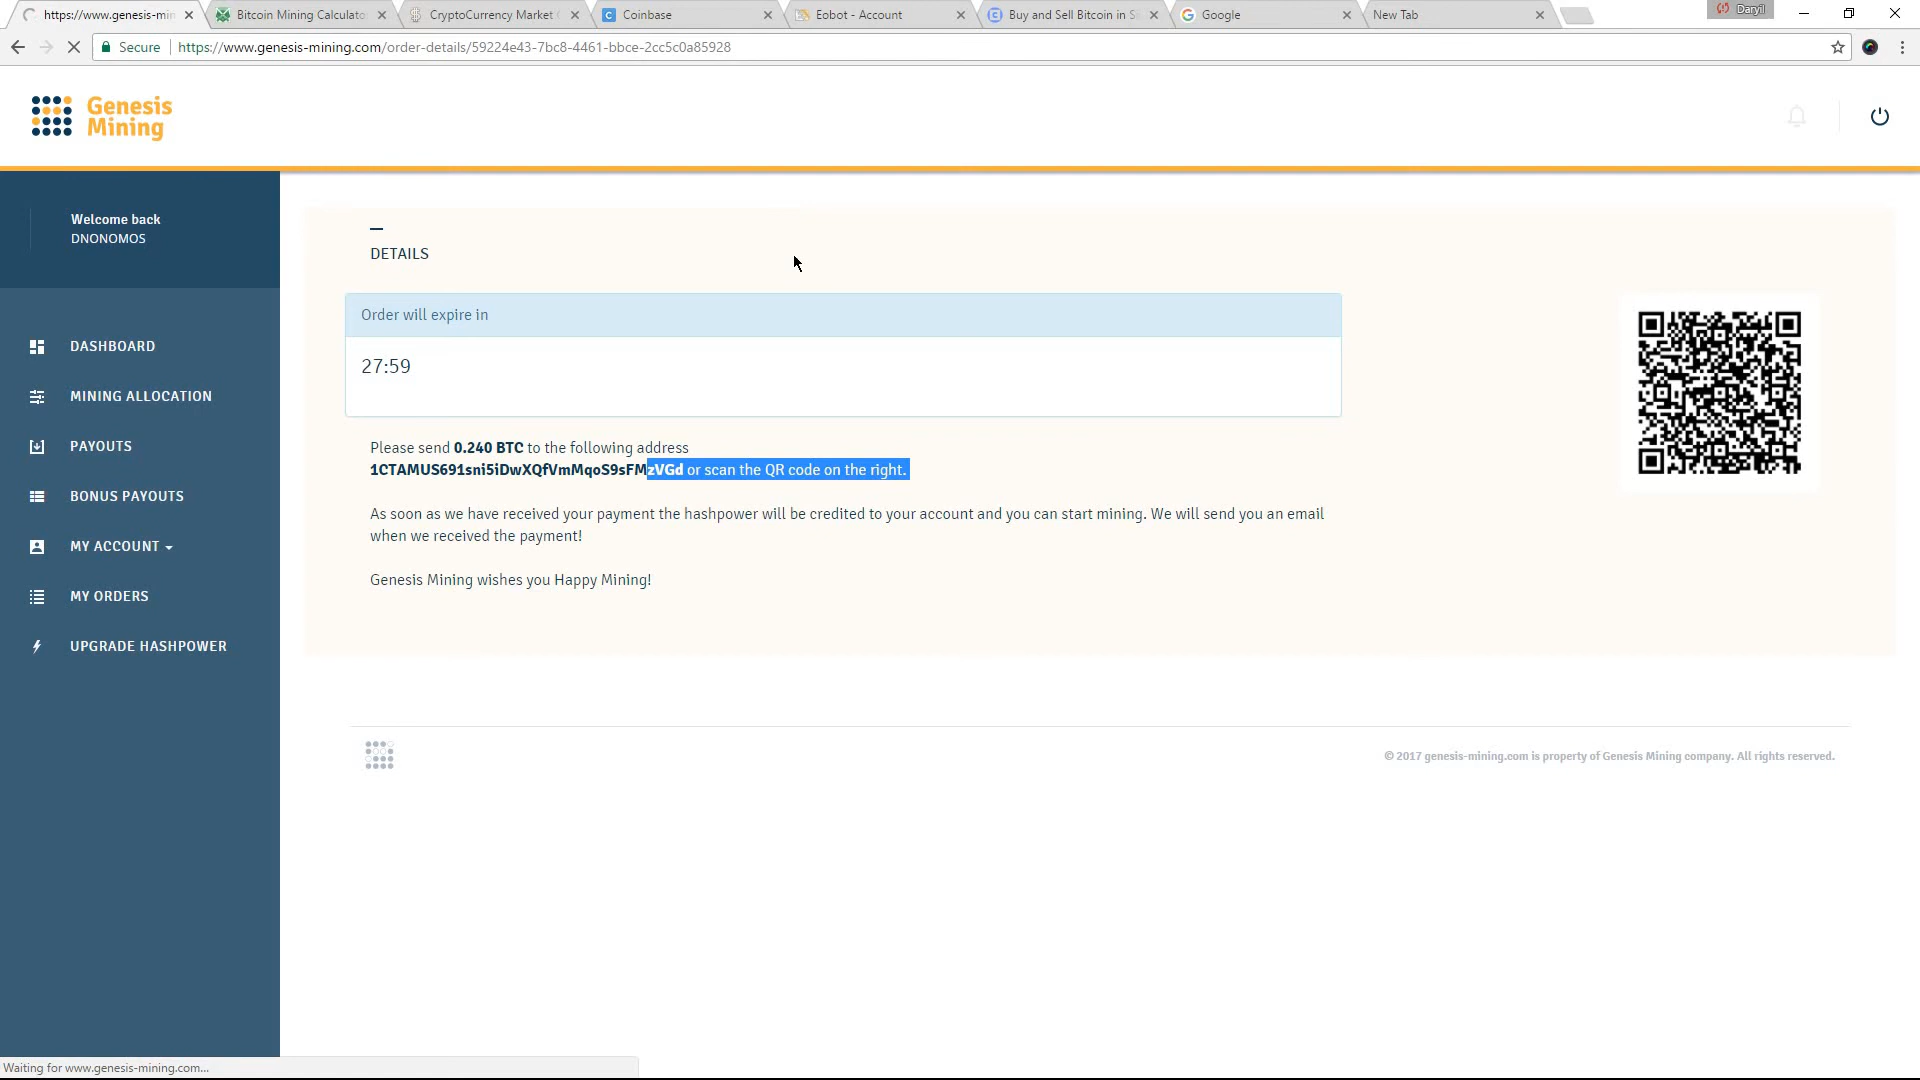 https://www.genesis-min
Bitcoin Mining Calculato
CryptoCurrency Market
Coinbase
Eobot - Account
Buy and Sell Bitcoin in S
Google
New Tab
Daryl
Secure
https://www.genesis-mining.com/order-details/59224e43-7bc8-4461-bbce-2cc5c0a85928
Genesis
Mining
Welcome back
DNONOMOS
DASHBOARD
MINING ALLOCATION
PAYOUTS
BONUS PAYOUTS
MY ACCOUNT
MY ORDERS
UPGRADE HASHPOWER
DETAILS
Order will expire in
27:59
Please send 0.240 BTC to the following address
1CTAMUS691sni5iDwXQfVmMqoS9sFMzVGd or scan the QR code on the right.
As soon as we have received your payment the hashpower will be credited to your account and you can start mining. We will send you an email
when we received the payment!
Genesis Mining wishes you Happy Mining!
© 2017 genesis-mining.com is property of Genesis Mining company. All rights reserved.
Waiting for www.genesis-mining.com...